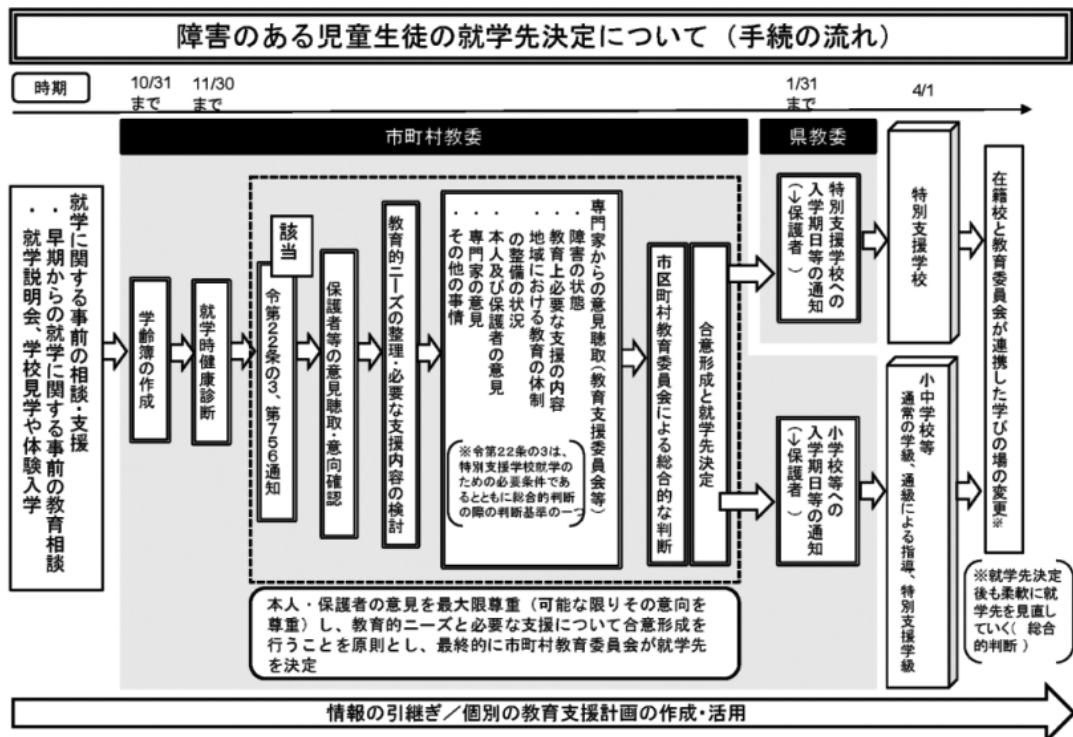 障害のある児童生徒の就学先決定について（手続の流れ）
時期
10/31
まで
11/30
まで
1/31
まで
4/1
市町村教委
県教委
就学に関する事前の相談・支援
・早期からの就学に関する事前の教育相談
・就学説明会、学校見学や体験入学
学齢簿の作成
就学時健康診断
該当
令第22条の3、第756通知
保護者等の意見聴取・意向確認
教育的ニーズの整理・必要な支援内容の検討
専門家からの意見聴取（教育支援委員会等）
・障害の状態
・教育上必要な支援の内容
・地域における教育の体制
の整備の状況
・本人及び保護者の意見
・専門家の意見
・その他の事情
※令第22条の3は、
特別支援学校就学の
ための必要条件であ
るとともに総合的判断
の際の判断基準の一つ
市区町村教育委員会による総合的な判断
合意形成と就学先決定
特別支援学校への
入学期日等の通知
（↓保護者）
小学校等への
入学期日等の通知
（↓保護者）
特別支援学校
小中学校等
通常の学級、通級による指導、特別支援学級
在籍校と教育委員会が連携した学びの場の変更※
※就学先決定
後も柔軟に就
学先を見直し
ていく（ 総合
的判断 ）
本人・保護者の意見を最大限尊重（可能な限りその意向を
尊重）し、教育的ニーズと必要な支援について合意形成を
行うことを原則とし、最終的に市町村教育委員会が就学先
を決定
情報の引継ぎ／個別の教育支援計画の作成・活用